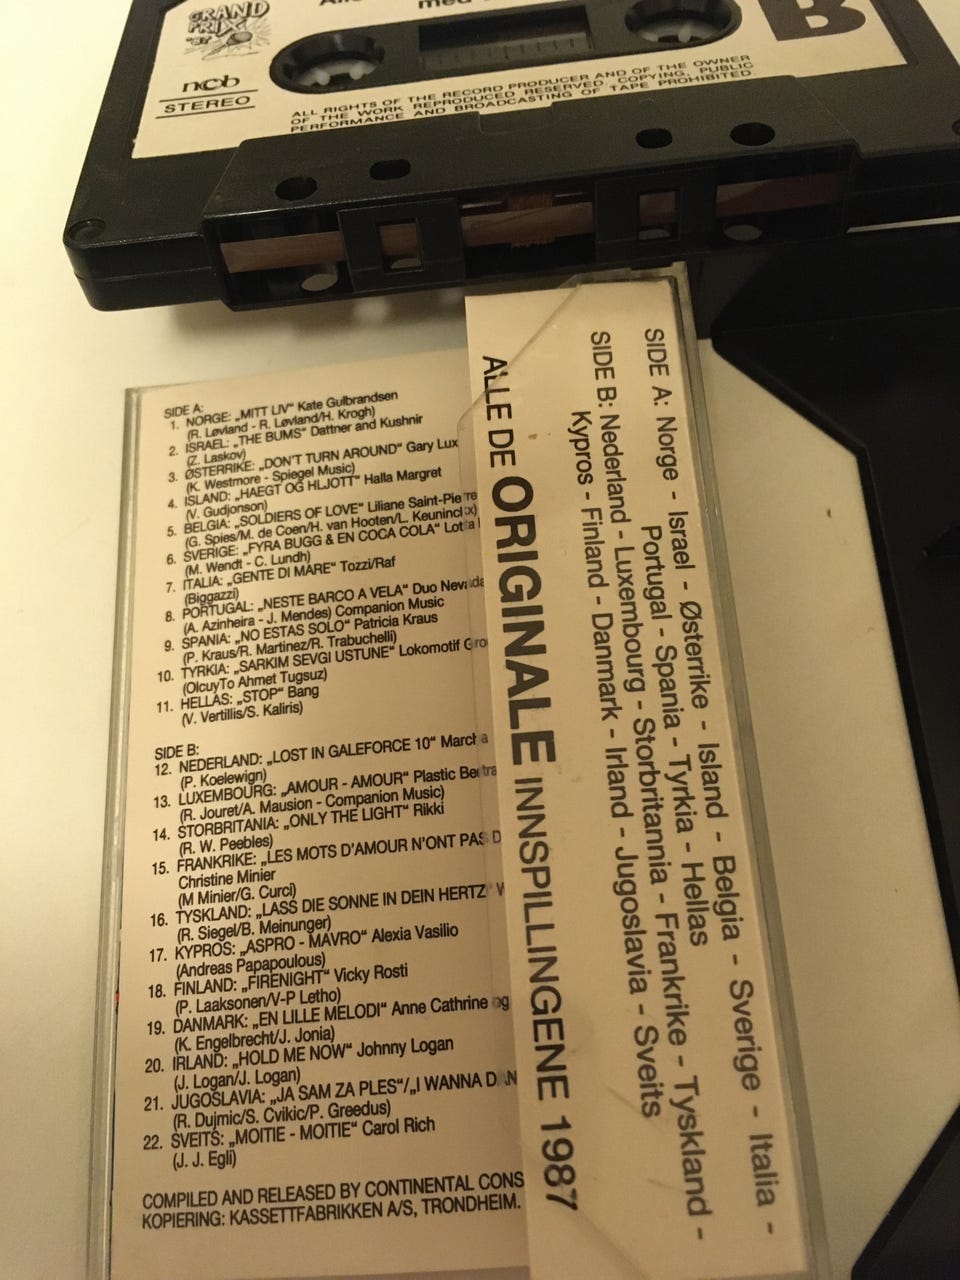 GRAND
PRIX
'87
ncb
STEREO
med
ALL RIGHTS OF THE RECORD PRODUCER AND OF THE OWNER
OF THE WORK REPRODUCED RESERVED. COPYING, PUBLIC
PERFORMANCE AND BROADCASTING OF TAPE PROHIBITED
B
SIDE A:
1. NORGE: „MITT LIV“ Kate Gulbrandsen
(R. Løvland - R. Løvland/H. Krogh)
2. ISRAEL: „THE BUMS“ Dattner and Kushnir
(Z. Laskov)
3. ØSTERRIKE: „DON'T TURN AROUND“ Gary Lux
(K. Westmore - Spiegel Music)
4. ISLAND: „HAEGT OG HLJOTT“ Halla Margret
(V. Gudjonson)
5. BELGIA: „SOLDIERS OF LOVE“ Liliane Saint-Pierre
(G. Spies/M. de Coen/H. van Hooten/L. Keuninckx)
6. SVERIGE: „FYRA BUGG & EN COCA COLA“ Lotta
(M. Wendt - C. Lundh)
7. ITALIA: „GENTE DI MARE“ Tozzi/Raf
(Biggazzi)
8. PORTUGAL: „NESTE BARCO A VELA“ Duo Nevada
(A. Azinheira - J. Mendes) Companion Music
9. SPANIA: „NO ESTAS SOLO“ Patricia Kraus
(P. Kraus/R. Martinez/R. Trabuchelli)
10. TYRKIA: „SARKIM SEVGI USTUNE“ Lokomotif
(OlcuyTo Ahmet Tugsuz)
11. HELLAS: „STOP“ Bang
(V. Vertillis/S. Kaliris)
SIDE B:
12. NEDERLAND: „LOST IN GALEFORCE 10“ Marcha
(P. Koelewign)
13. LUXEMBOURG: „AMOUR - AMOUR“ Plastic Bertra
(R. Jouret/A. Mausion - Companion Music)
14. STORBRITANIA: „ONLY THE LIGHT“ Rikki
(R. W. Peebles)
15. FRANKRIKE: „LES MOTS D'AMOUR N'ONT PAS D
Christine Minier
(M Minier/G. Curci)
16. TYSKLAND: „LASS DIE SONNE IN DEIN HERTZ“ W
(R. Siegel/B. Meinunger)
17. KYPROS: „ASPRO - MAVRO“ Alexia Vasilio
(Andreas Papapoulous)
18. FINLAND: „FIRENIGHT“ Vicky Rosti
(P. Laaksonen/V-P Letho)
19. DANMARK: „EN LILLE MELODI“ Anne Cathrine og
(K. Engelbrecht/J. Jonia)
20. IRLAND: „HOLD ME NOW“ Johnny Logan
(J. Logan/J. Logan)
21. JUGOSLAVIA: „JA SAM ZA PLES“/„I WANNA DAN
(R. Dujmic/S. Cvikic/P. Greedus)
22. SVEITS: „MOITIE - MOITIE“ Carol Rich
(J. J. Egli)
COMPILED AND RELEASED BY CONTINENTAL CONS
KOPIERING: KASSETTFABRIKKEN A/S, TRONDHEIM.
ALLE DE ORIGINALE INNSPILLINGENE 1987
SIDE A: Norge - Israel - Østerrike - Island - Belgia - Sverige - Italia -
Portugal - Spania - Tyrkia - Hellas
SIDE B: Nederland - Luxembourg - Storbritannia - Frankrike - Tyskland -
Kypros - Finland - Danmark - Irland - Jugoslavia - Sveits